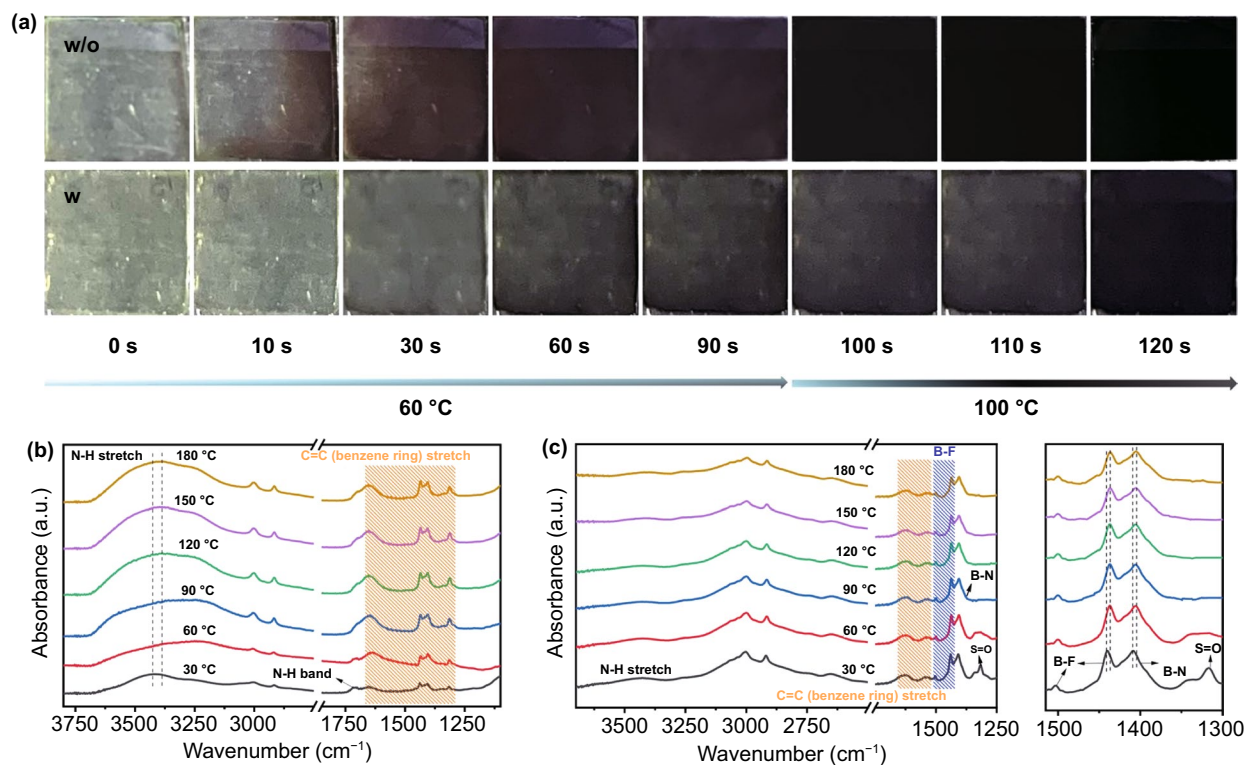 (a)
w/o
w
0 s 10 s 30 s 60 s 90 s 100 s 110 s 120 s
60 °C 100 °C
(b)
N-H stretch
180 °C
C=C (benzene ring) stretch
150 °C
120 °C
90 °C
60 °C
30 °C
N-H band
Absorbance (a.u.)
3750 3000 1750 1500 1250
Wavenumber (cm⁻¹)
(c)
B-F
180 °C
150 °C
120 °C
90 °C
B-N
60 °C
S=O
N-H stretch
30 °C
C=C (benzene ring) stretch
Absorbance (a.u.)
3500 3250 3000 2750 1500 1250
Wavenumber (cm⁻¹)
S=O
B-F
B-N
1500 1400 1300